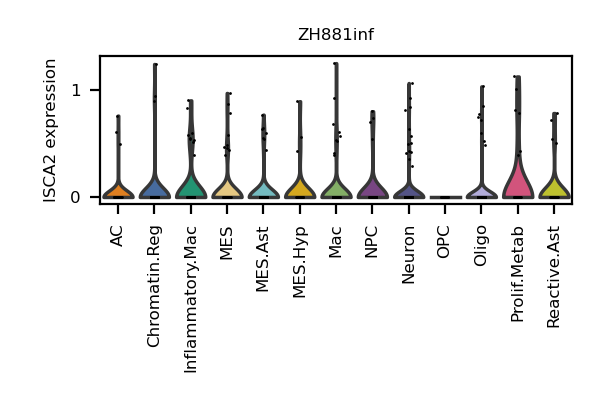 ZH881inf
ISCA2 expression
1
0
AC
Chromatin.Reg
Inflammatory.Mac
MES
MES.Ast
MES.Hyp
Mac
NPC
Neuron
OPC
Oligo
Prolif.Metab
Reactive.Ast